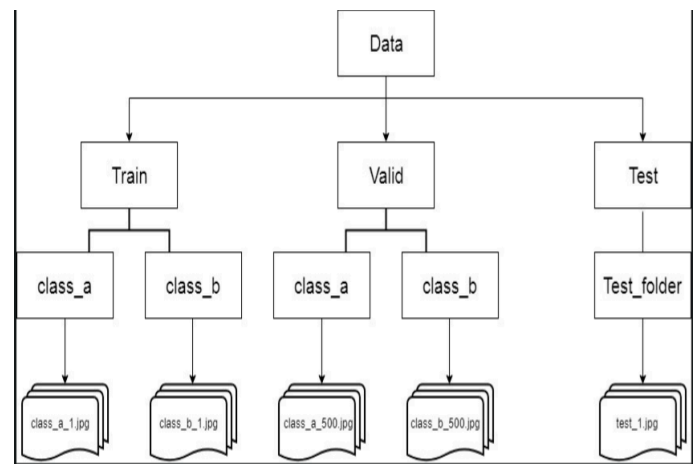 Data
Train
Valid
Test
class_a
class_b
class_a
class_b
Test_folder
class_a_1.jpg
class_b_1.jpg
class_a_500.jpg
class_b_500.jpg
test_1.jpg